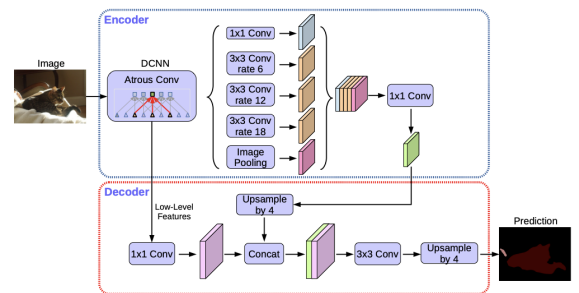 Encoder
Image
DCNN
Atrous Conv
1x1 Conv
3x3 Conv
rate 6
3x3 Conv
rate 12
3x3 Conv
rate 18
Image
Pooling
1x1 Conv
Decoder
Low-Level
Features
Upsample
by 4
1x1 Conv
Concat
3x3 Conv
Upsample
by 4
Prediction